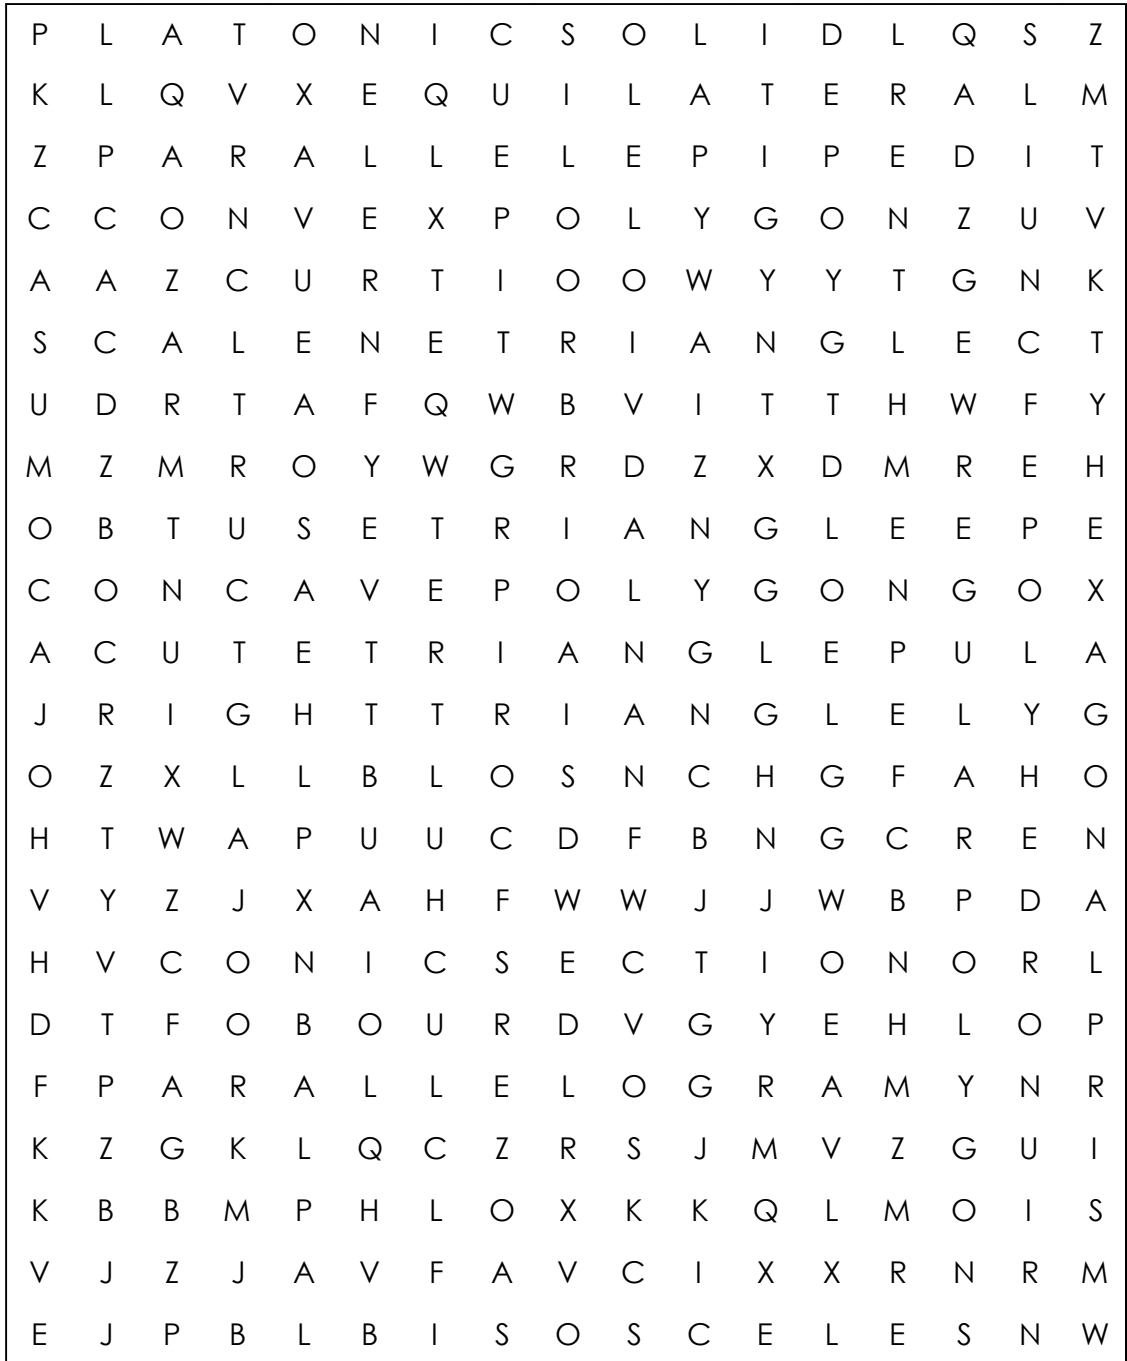 P L A T O N I C S O L I D L Q S Z
K L Q V X E Q U I L A T E R A L M
Z P A R A L L E L E P I P E D I T
C C O N V E X P O L Y G O N Z U V
A A Z C U R T I O O W Y Y T G N K
S C A L E N E T R I A N G L E C T
U D R T A F Q W B V I T T H W F Y
M Z M R O Y W G R D Z X D M R E H
O B T U S E T R I A N G L E E P E
C O N C A V E P O L Y G O N G O X
A C U T E T R I A N G L E P U L A
J R I G H T T R I A N G L E L Y G
O Z X L L B L O S N C H G F A H O
H T W A P U U C D F B N G C R E N
V Y Z J X A H F W W J J W B P D A
H V C O N I C S E C T I O N O R L
D T F O B O U R D V G Y E H L O P
F P A R A L L E L O G R A M Y N R
K Z G K L Q C Z R S J M V Z G U I
K B B M P H L O X K K Q L M O I S
V J Z J A V F A V C I X X R N R M
E J P B L B I S O S C E L E S N W